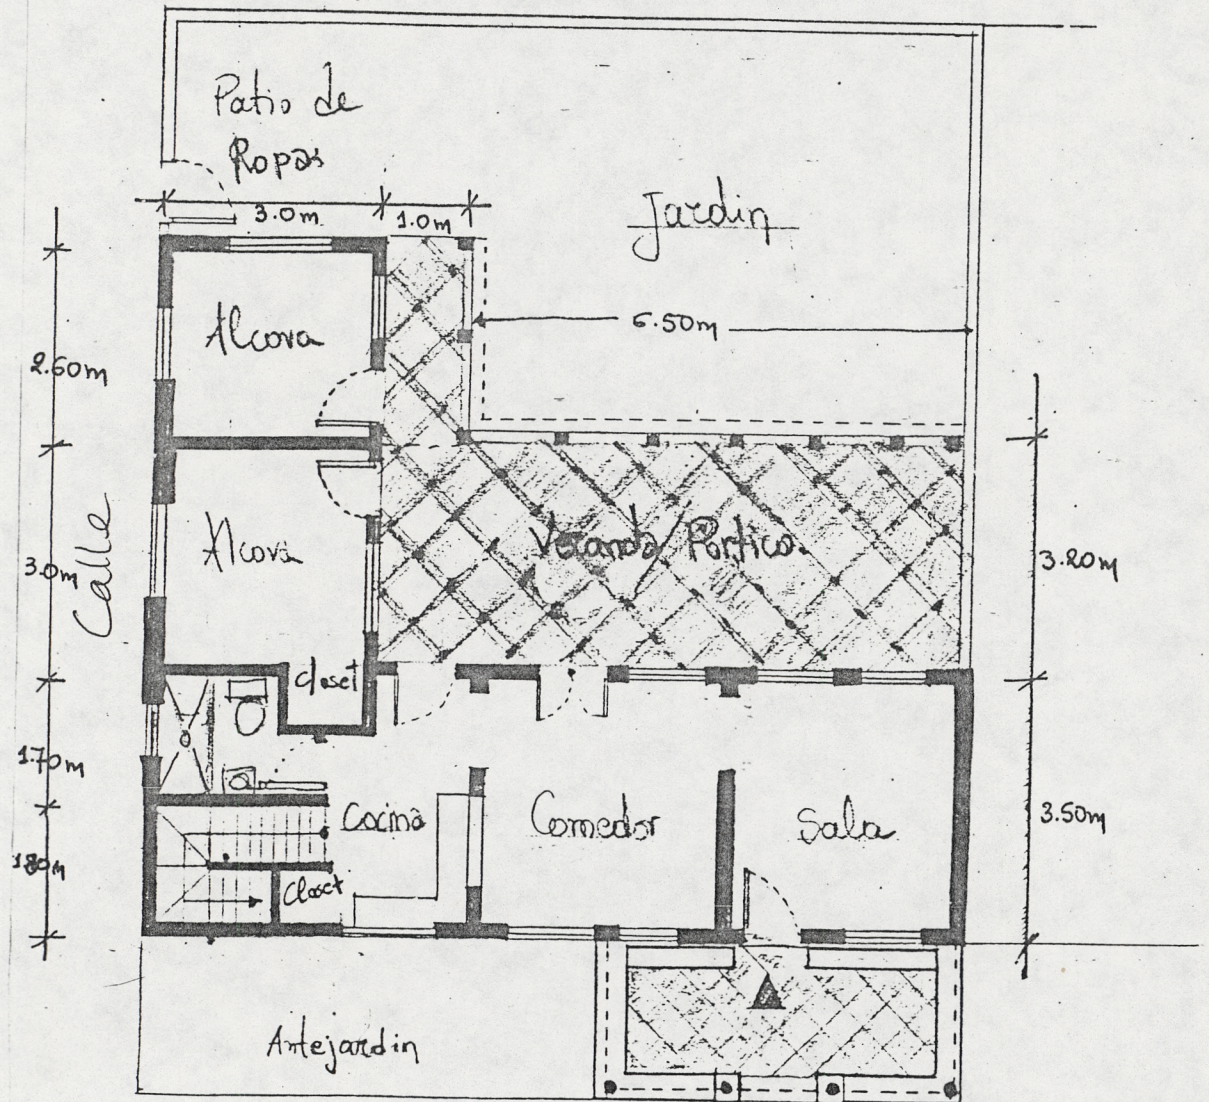 Patio de
Ropas
3.0m
1.0m
Jardin
Alcova
6.50m
2.60m
Calle
Alcova
Veranda/Pórtico.
3.0m
3.20m
closet
1.70m
Cocina
Comedor
Sala
3.50m
1.80m
Closet
Antejardin